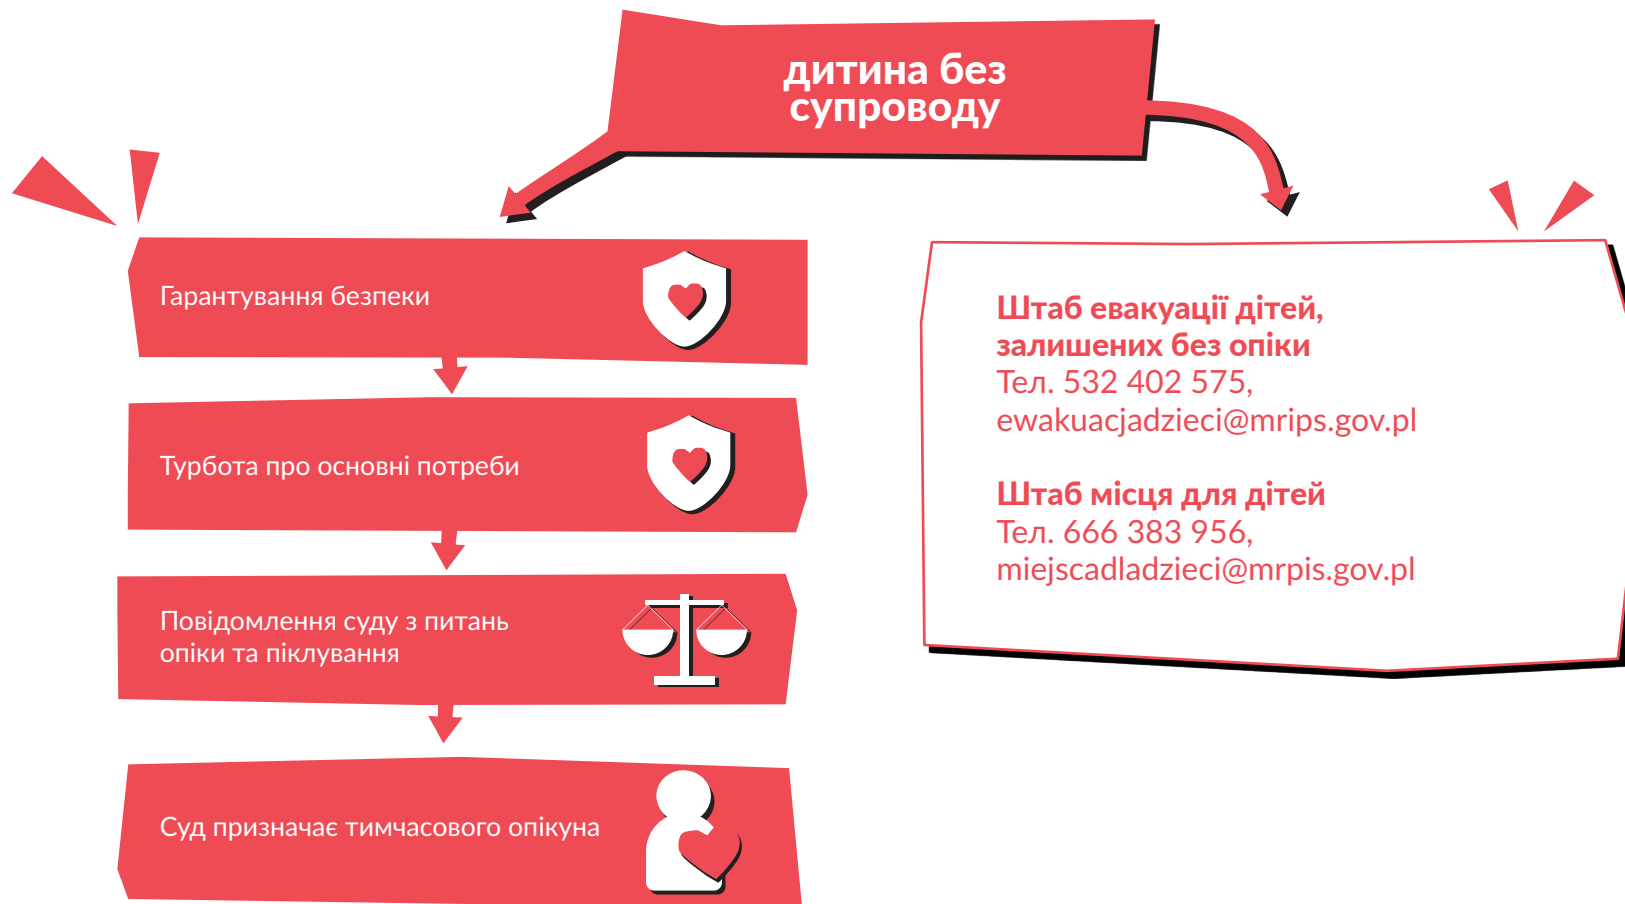 дитина без
супроводу
Гарантування безпеки
Турбота про основні потреби
Повідомлення суду з питань
опіки та піклування
Суд призначає тимчасового опікуна
Штаб евакуації дітей,
залишених без опіки
Тел. 532 402 575,
ewakuacjadzieci@mrips.gov.pl
Штаб місця для дітей
Тел. 666 383 956,
miejscadladzieci@mrpis.gov.pl